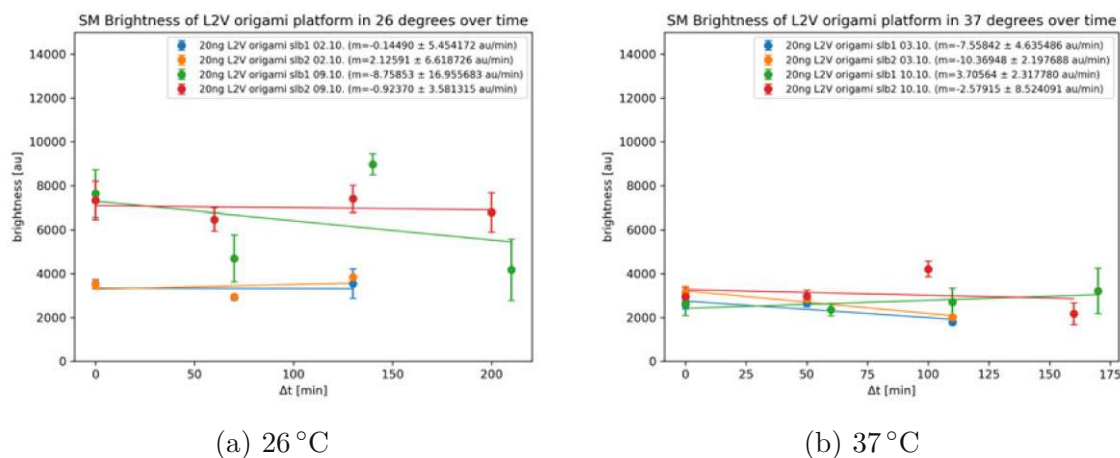 SM Brightness of L2V origami platform in 26 degrees over time
14000
12000
10000
8000
6000
4000
2000
0
brightness [au]
20ng L2V origami slb1 02.10. (m=-0.14490 ± 5.454172 au/min)
20ng L2V origami slb2 02.10. (m=2.12591 ± 6.618726 au/min)
20ng L2V origami slb1 09.10. (m=-8.75853 ± 16.955683 au/min)
20ng L2V origami slb2 09.10. (m=-0.92370 ± 3.581315 au/min)
0 50 100 150 200
Δt [min]
(a) 26 °C
SM Brightness of L2V origami platform in 37 degrees over time
14000
12000
10000
8000
6000
4000
2000
0
brightness [au]
20ng L2V origami slb1 03.10. (m=-7.55842 ± 4.635486 au/min)
20ng L2V origami slb2 03.10. (m=-10.36948 ± 2.197688 au/min)
20ng L2V origami slb1 10.10. (m=3.70564 ± 2.317780 au/min)
20ng L2V origami slb2 10.10. (m=-2.57915 ± 8.524091 au/min)
0 25 50 75 100 125 150 175
Δt [min]
(b) 37 °C